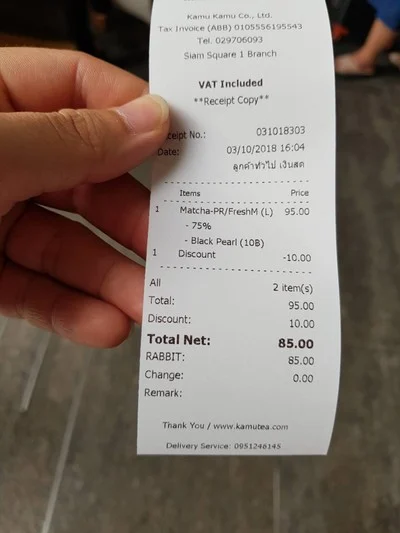 Kamu Kamu Co., Ltd.
Tax Invoice (ABB) 0105556195543
Tel. 029706093
Siam Square 1 Branch
VAT Included
**Receipt Copy**
ceipt No.: 031018303
Date: 03/10/2018 16:04
ลูกค้าทั่วไป เงินสด
Items Price
1 Matcha-PR/FreshM (L) 95.00
- 75%
- Black Pearl (10B)
1 Discount -10.00
All 2 item(s)
Total: 95.00
Discount: 10.00
Total Net: 85.00
RABBIT: 85.00
Change: 0.00
Remark:
Thank You / www.kamutea.com
Delivery Service: 0951246145